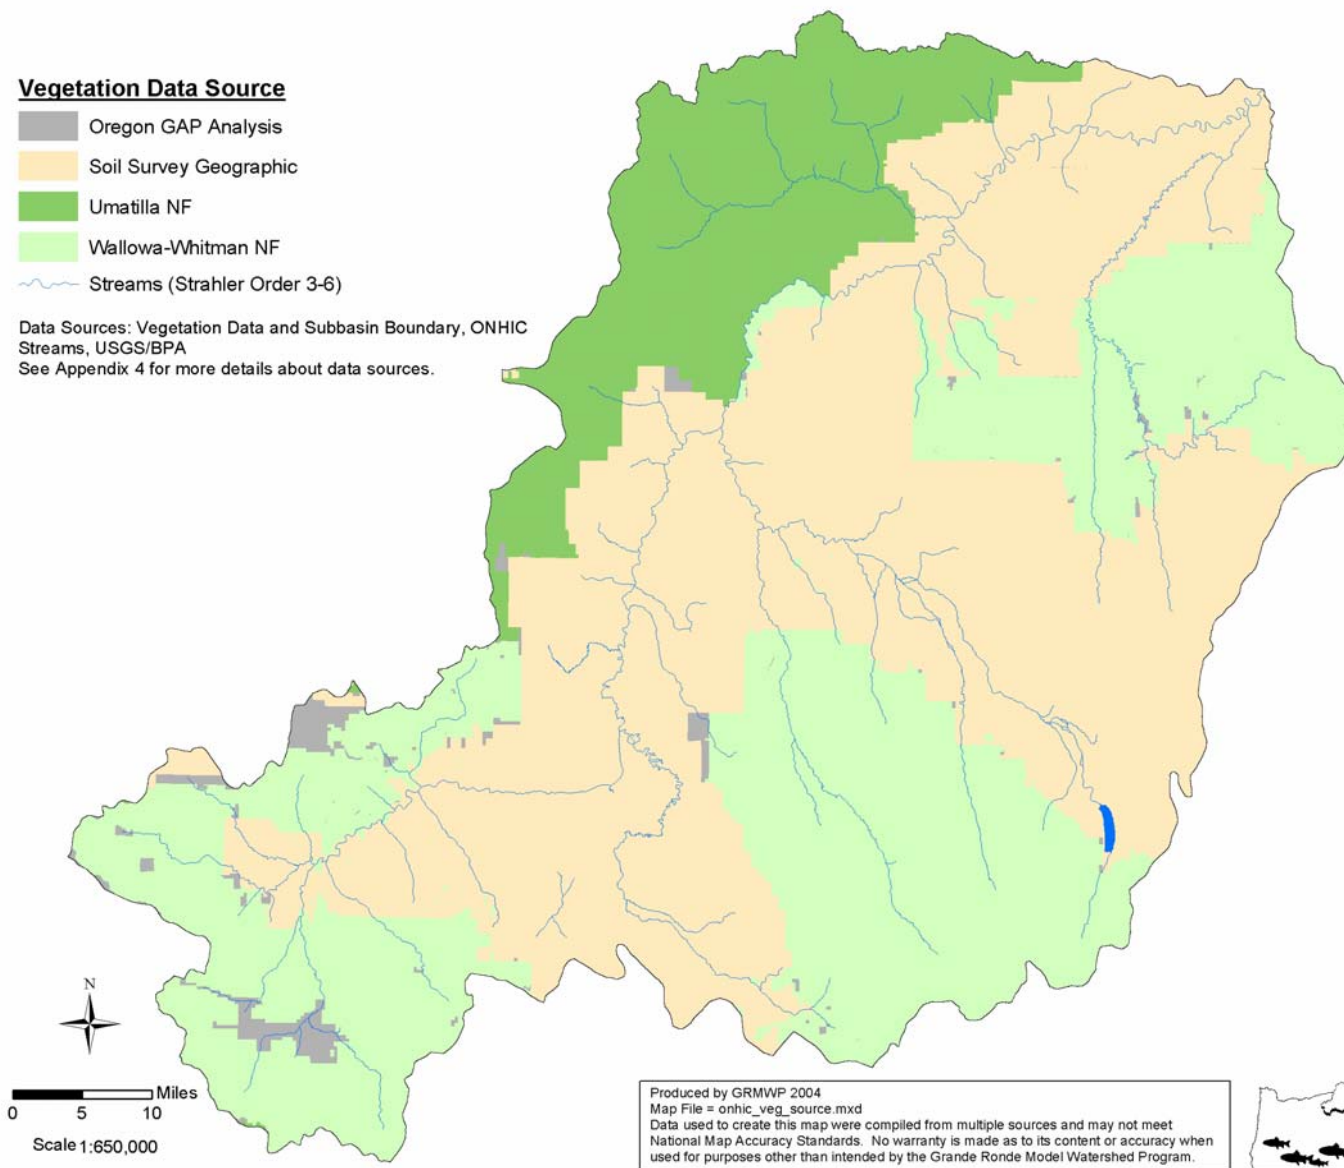 Vegetation Data Source
Oregon GAP Analysis
Soil Survey Geographic
Umatilla NF
Wallowa-Whitman NF
Streams (Strahler Order 3-6)
Data Sources: Vegetation Data and Subbasin Boundary, ONHIC
Streams, USGS/BPA
See Appendix 4 for more details about data sources.
N
Miles
0 5 10
Scale 1:650,000
Produced by GRMWP 2004
Map File = onhic_veg_source.mxd
Data used to create this map were compiled from multiple sources and may not meet
National Map Accuracy Standards. No warranty is made as to its content or accuracy when
used for purposes other than intended by the Grande Ronde Model Watershed Program.